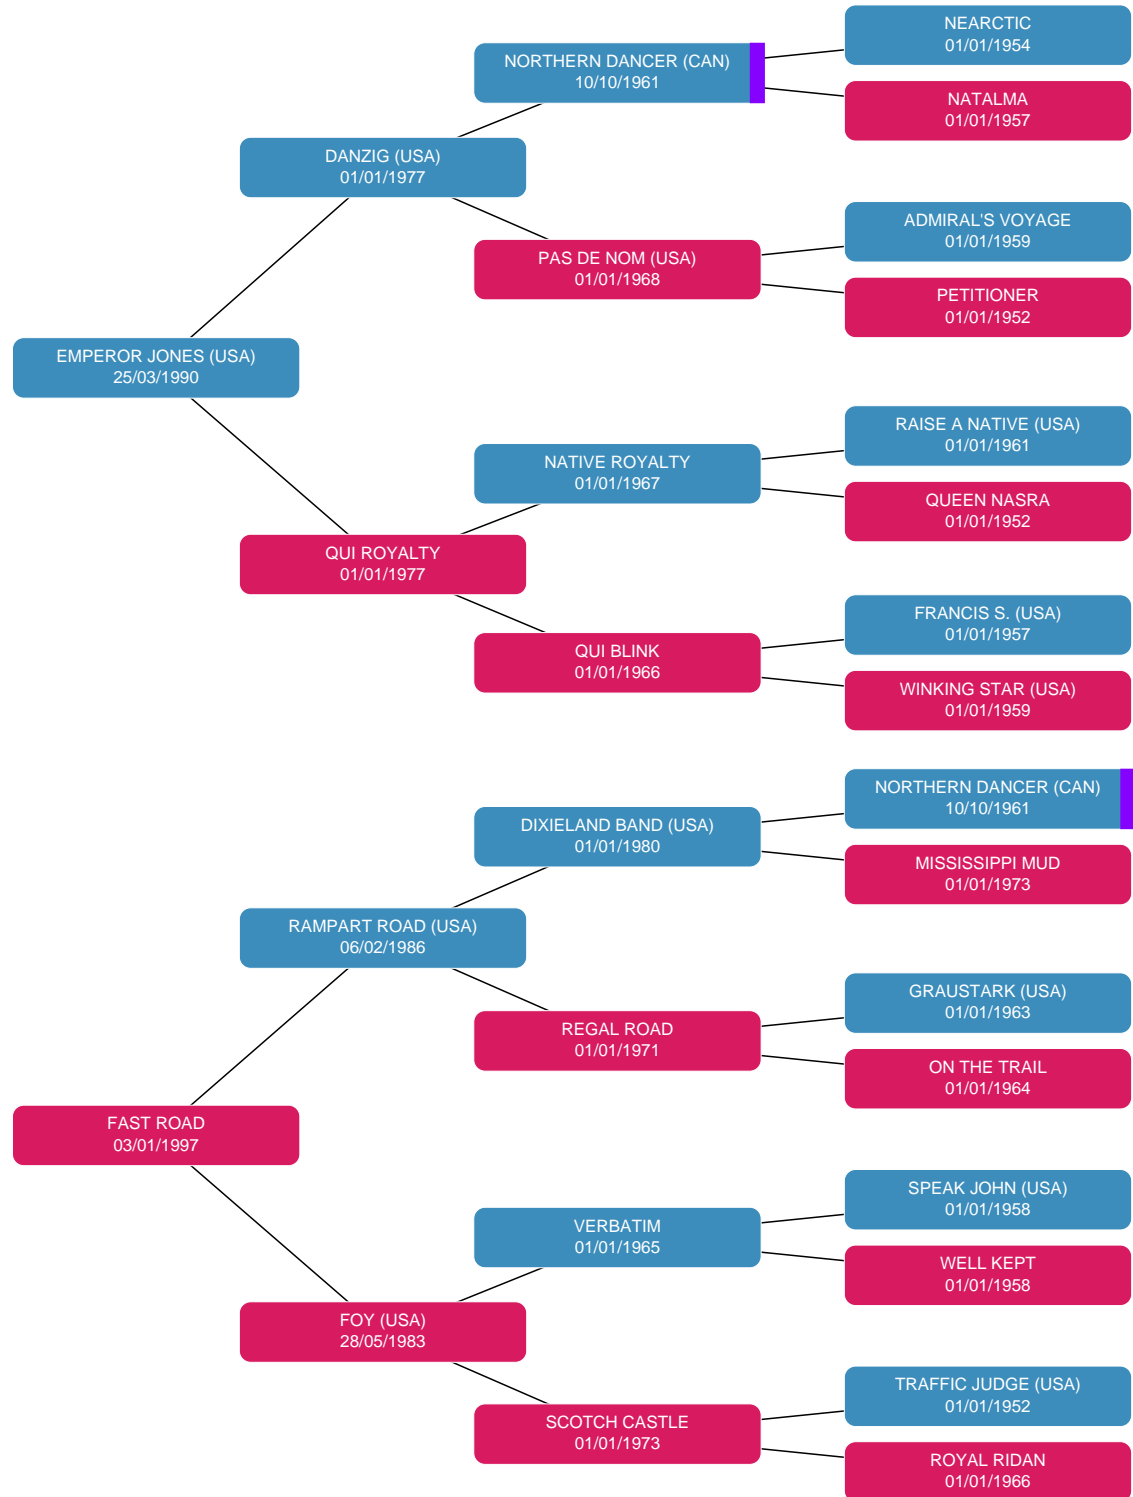 NEARCTIC
01/01/1954
NORTHERN DANCER (CAN)
10/10/1961
NATALMA
01/01/1957
DANZIG (USA)
01/01/1977
ADMIRAL'S VOYAGE
01/01/1959
PAS DE NOM (USA)
01/01/1968
PETITIONER
01/01/1952
EMPEROR JONES (USA)
25/03/1990
RAISE A NATIVE (USA)
01/01/1961
NATIVE ROYALTY
01/01/1967
QUEEN NASRA
01/01/1952
QUI ROYALTY
01/01/1977
FRANCIS S. (USA)
01/01/1957
QUI BLINK
01/01/1966
WINKING STAR (USA)
01/01/1959
NORTHERN DANCER (CAN)
10/10/1961
DIXIELAND BAND (USA)
01/01/1980
MISSISSIPPI MUD
01/01/1973
RAMPART ROAD (USA)
06/02/1986
GRAUSTARK (USA)
01/01/1963
REGAL ROAD
01/01/1971
ON THE TRAIL
01/01/1964
FAST ROAD
03/01/1997
SPEAK JOHN (USA)
01/01/1958
VERBATIM
01/01/1965
WELL KEPT
01/01/1958
FOY (USA)
28/05/1983
TRAFFIC JUDGE (USA)
01/01/1952
SCOTCH CASTLE
01/01/1973
ROYAL RIDAN
01/01/1966